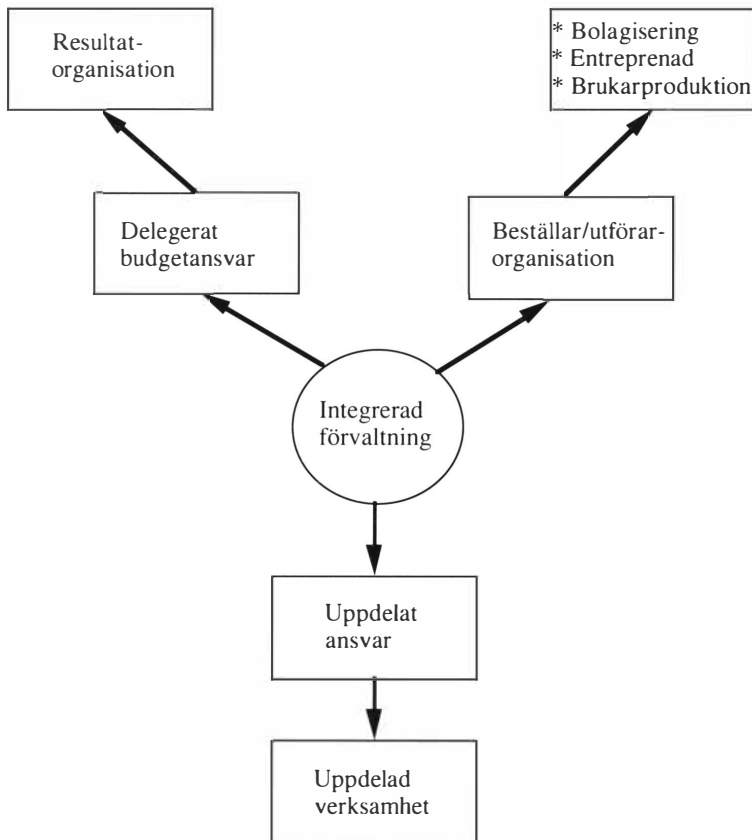 Resultat-
organisation
* Bolagisering
* Entreprenad
* Brukarproduktion
Delegerat
budgetansvar
Beställar/utförar-
organisation
Integrerad
förvaltning
Uppdelat
ansvar
Uppdelad
verksamhet